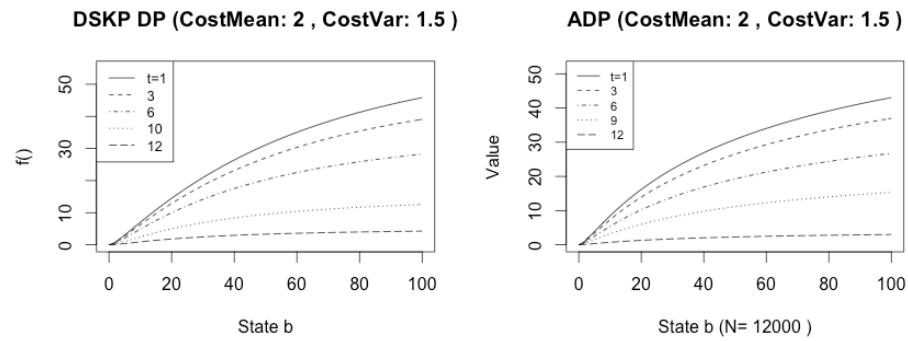 DSKP DP (CostMean: 2 , CostVar: 1.5 )
f()
50
30
10
0
t=1
3
6
10
12
0 20 40 60 80 100
State b
ADP (CostMean: 2 , CostVar: 1.5 )
Value
50
40
30
20
10
0
t=1
3
6
9
12
0 20 40 60 80 100
State b (N= 12000 )